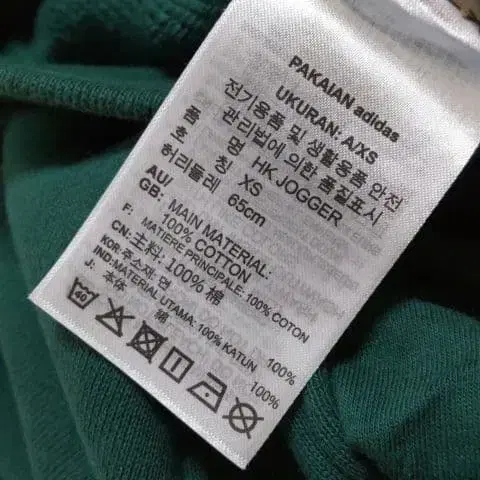 PAKAIAN adidas
UKURAN: A/XS
전기용품 및 생활용품 안전
관리법에 의한 품질표시
품 명 HK JOGGER
호 칭 XS
허리둘레 65cm
AU/
GB: MAIN MATERIAL:
100% COTTON
F: MATIÈRE PRINCIPALE: 100% COTON
CN: 主料: 100% 棉
KOR: 주소재, 면 100%
IND: MATERIAL UTAMA: 100% KATUN
J: 本体 綿 100%
60